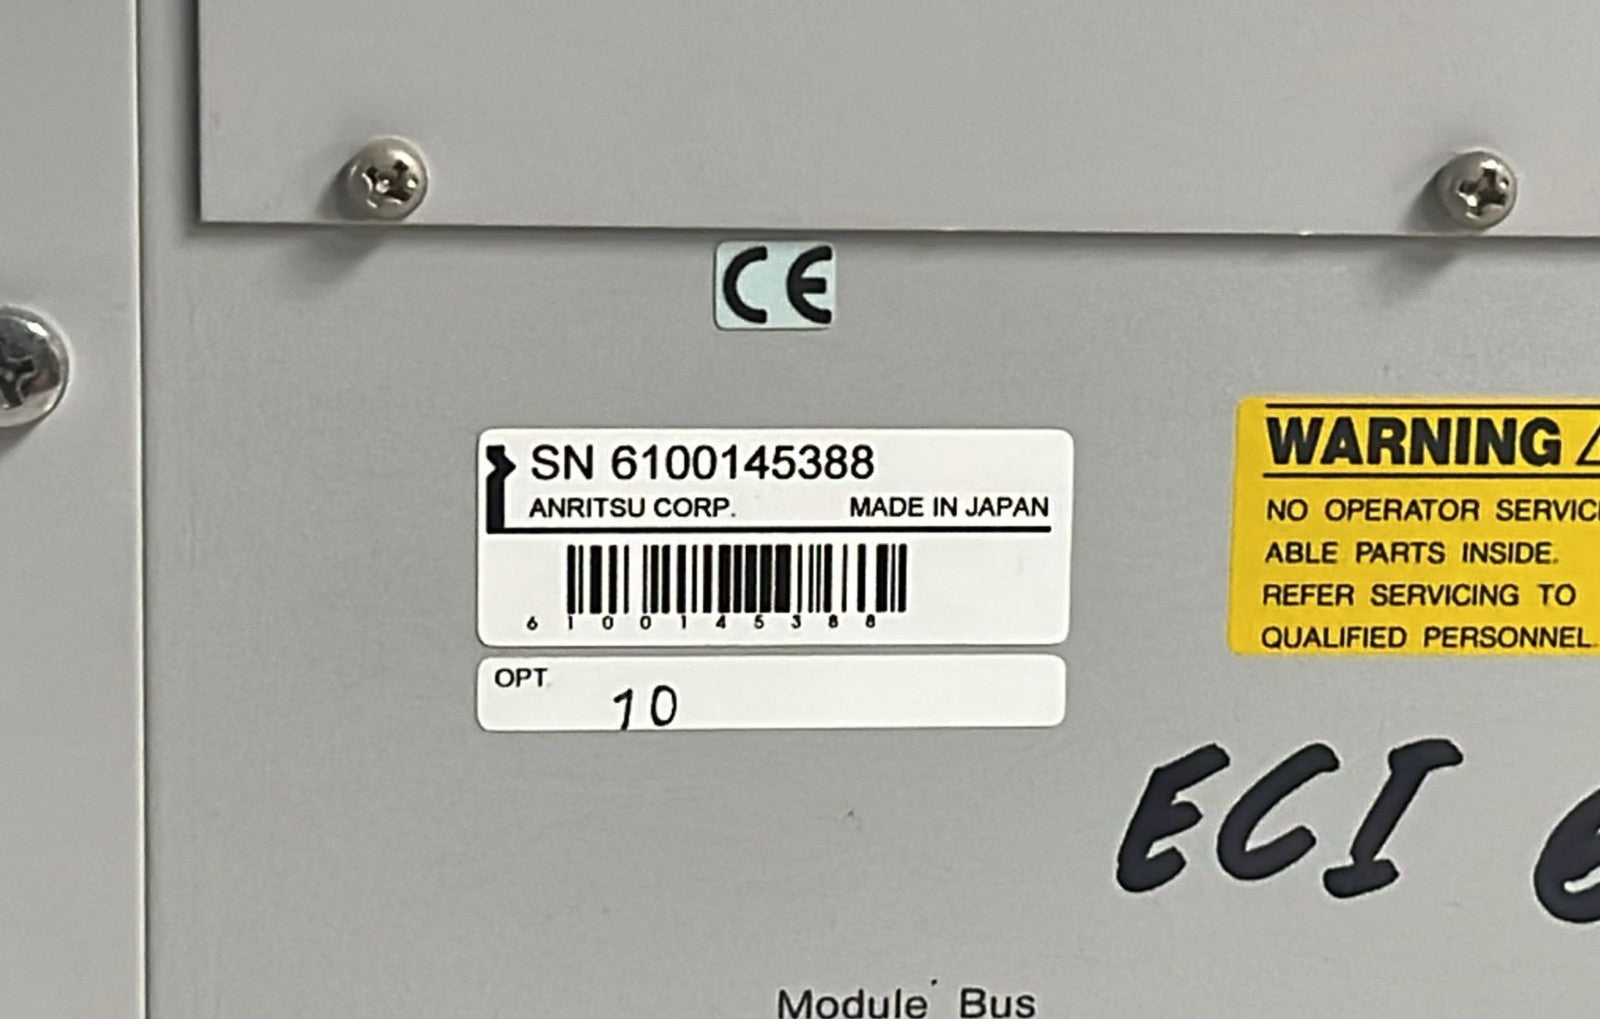 CE
SN 6100145388
ANRITSU CORP. MADE IN JAPAN
6100145388
OPT.
10
WARNING
NO OPERATOR SERVICE
ABLE PARTS INSIDE.
REFER SERVICING TO
QUALIFIED PERSONNEL.
ECI
Module Bus